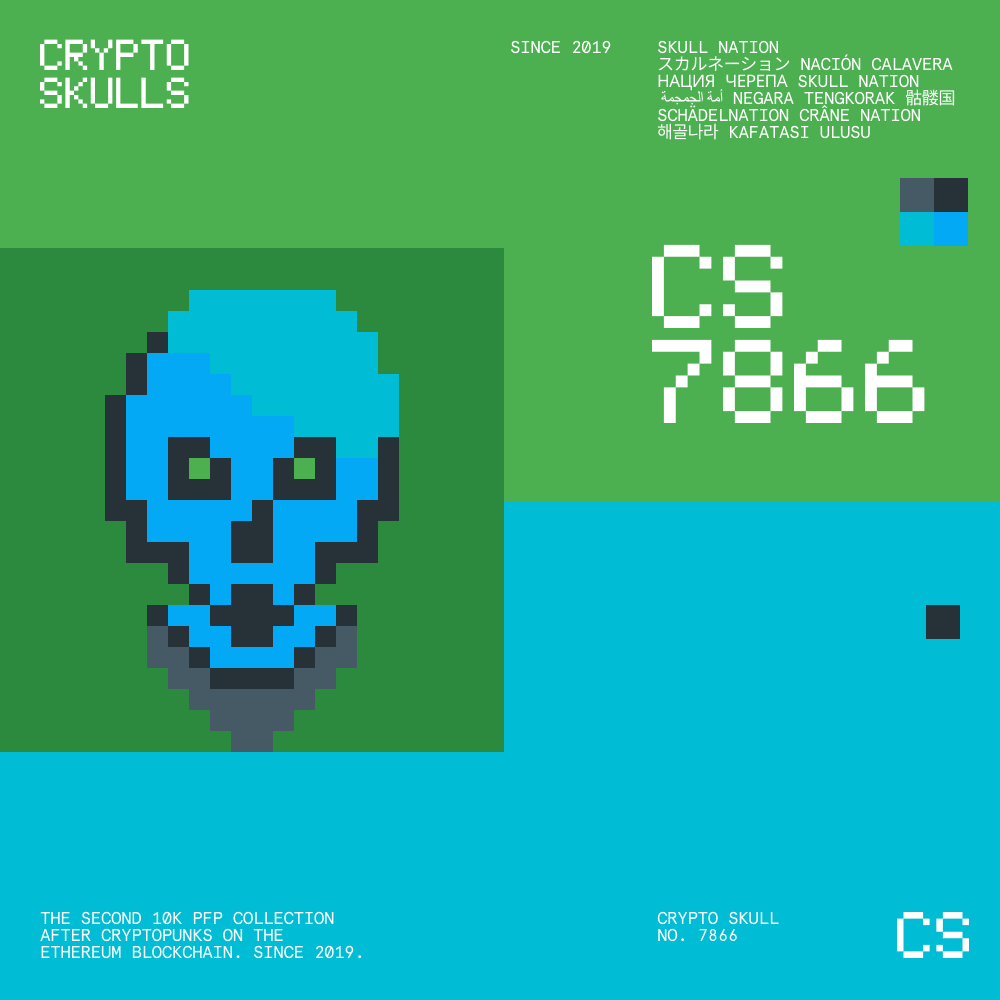 CRYPTO
SKULLS
SINCE 2019
SKULL NATION
スカルネーション NACIÓN CALAVERA
НАЦИЯ ЧЕРЕПА SKULL NATION
أمة الجمجمة NEGARA TENGKORAK 骷髅国
SCHÄDELNATION CRÂNE NATION
해골나라 KAFATASI ULUSU
CS
7866
THE SECOND 10K PFP COLLECTION
AFTER CRYPTOPUNKS ON THE
ETHEREUM BLOCKCHAIN. SINCE 2019.
CRYPTO SKULL
NO. 7866
CS